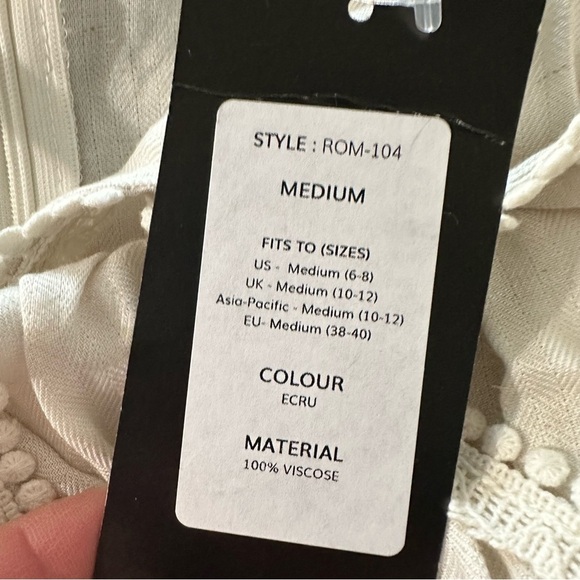 STYLE : ROM-104
MEDIUM
FITS TO (SIZES)
US - Medium (6-8)
UK - Medium (10-12)
Asia-Pacific - Medium (10-12)
EU- Medium (38-40)
COLOUR
ECRU
MATERIAL
100% VISCOSE